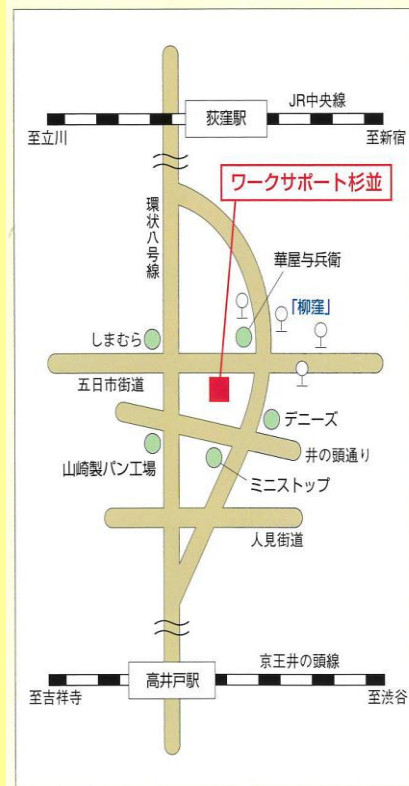 JR中央線
荻窪駅
至立川
至新宿
ワークサポート杉並
環状八号線
華屋与兵衛
「柳窪」
しまむら
五日市街道
デニーズ
井の頭通り
山崎製パン工場
ミニストップ
人見街道
京王井の頭線
高井戸駅
至吉祥寺
至渋谷